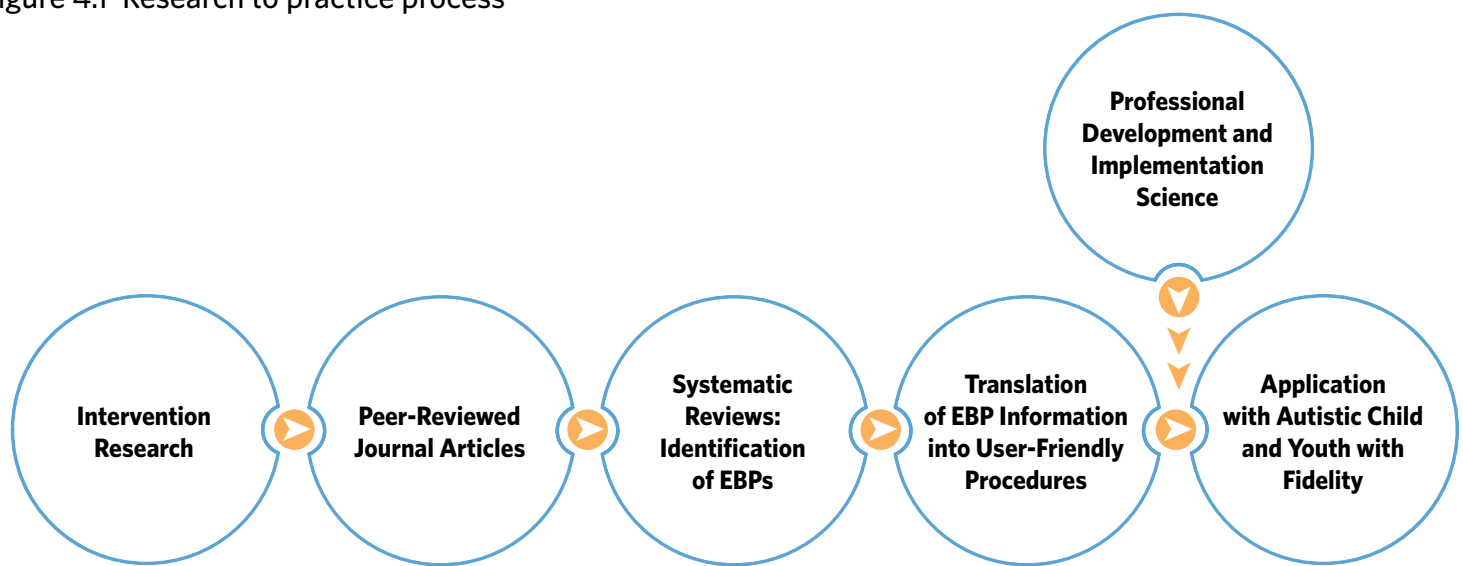 Figure 4.1 Research to practice process
Professional
Development and
Implementation
Science
Intervention
Research
Peer-Reviewed
Journal Articles
Systematic
Reviews:
Identification
of EBPs
Translation
of EBP Information
into User-Friendly
Procedures
Application
with Autistic Child
and Youth with
Fidelity